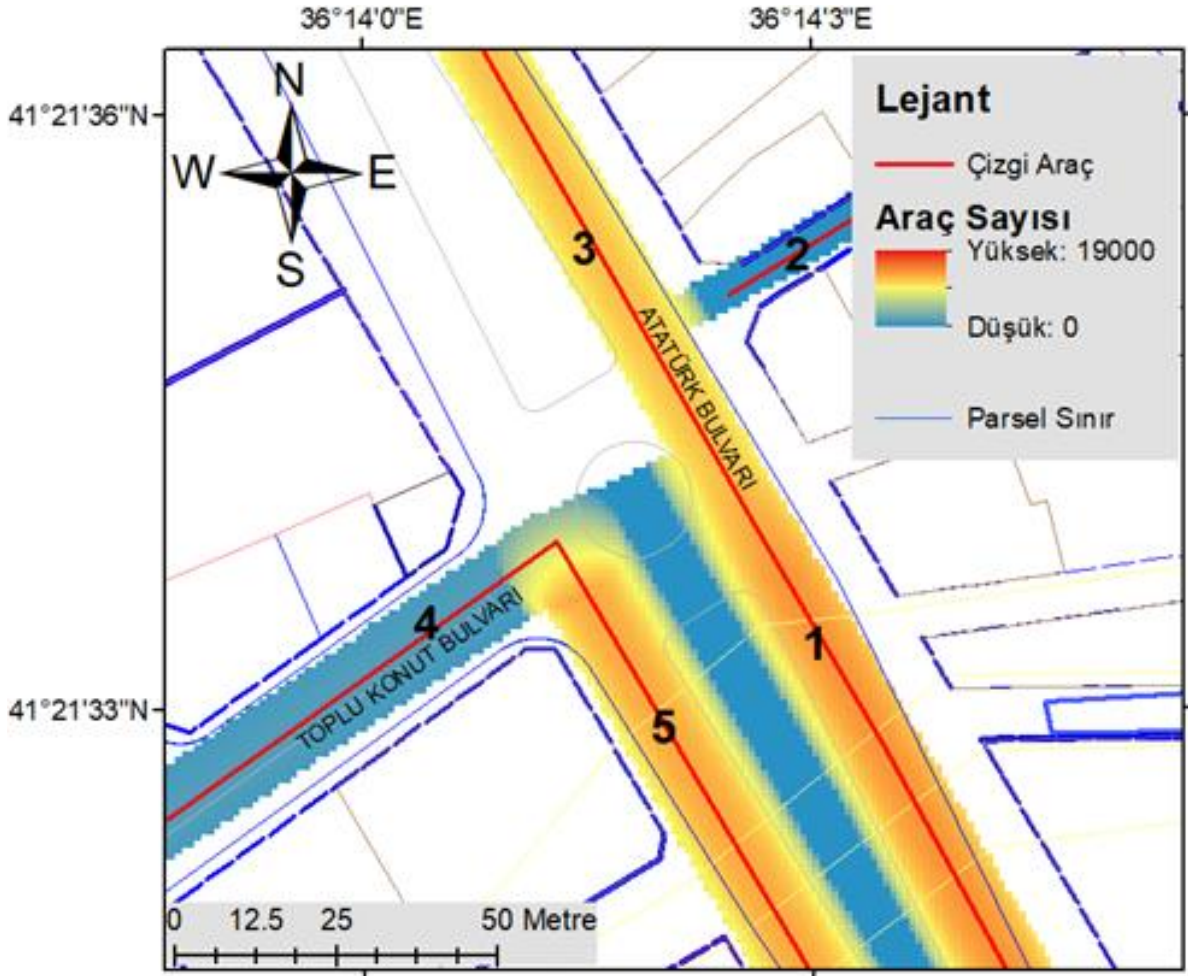 36°14'0"E
36°14'3"E
41°21'36"N
41°21'33"N
N
W
E
S
Lejant
Çizgi Araç
Araç Sayısı
Yüksek: 19000
Düşük: 0
Parsel Sınır
3
2
ATATÜRK BULVARI
4
TOPLU KONUT BULVARI
1
5
0 12.5 25 50 Metre